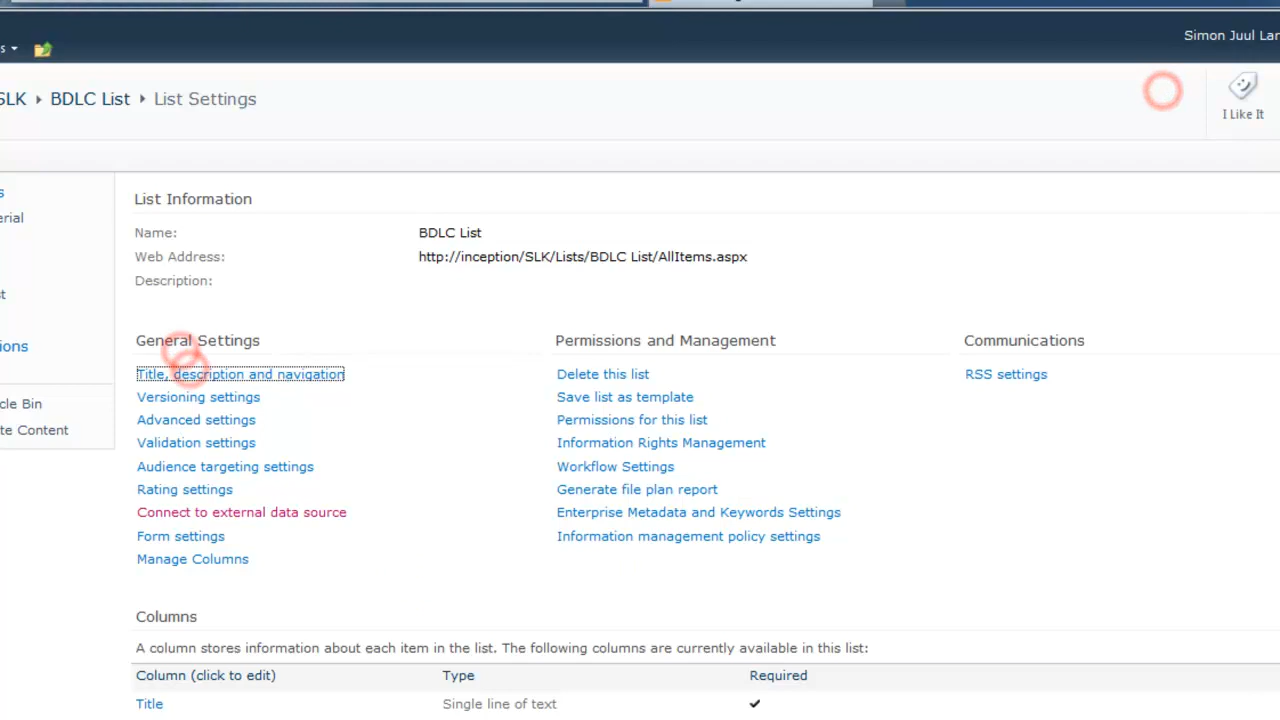 Simon Juul Lar
s
SLK BDLC List List Settings
I Like It
s
erial
t
ions
cle Bin
te Content
List Information
Name: BDLC List
Web Address: http://inception/SLK/Lists/BDLC List/AllItems.aspx
Description:
General Settings Permissions and Management Communications
Title, description and navigation Delete this list RSS settings
Versioning settings Save list as template
Advanced settings Permissions for this list
Validation settings Information Rights Management
Audience targeting settings Workflow Settings
Rating settings Generate file plan report
Connect to external data source Enterprise Metadata and Keywords Settings
Form settings Information management policy settings
Manage Columns
Columns
A column stores information about each item in the list. The following columns are currently available in this list:
Column (click to edit) Type Required
Title Single line of text ✔